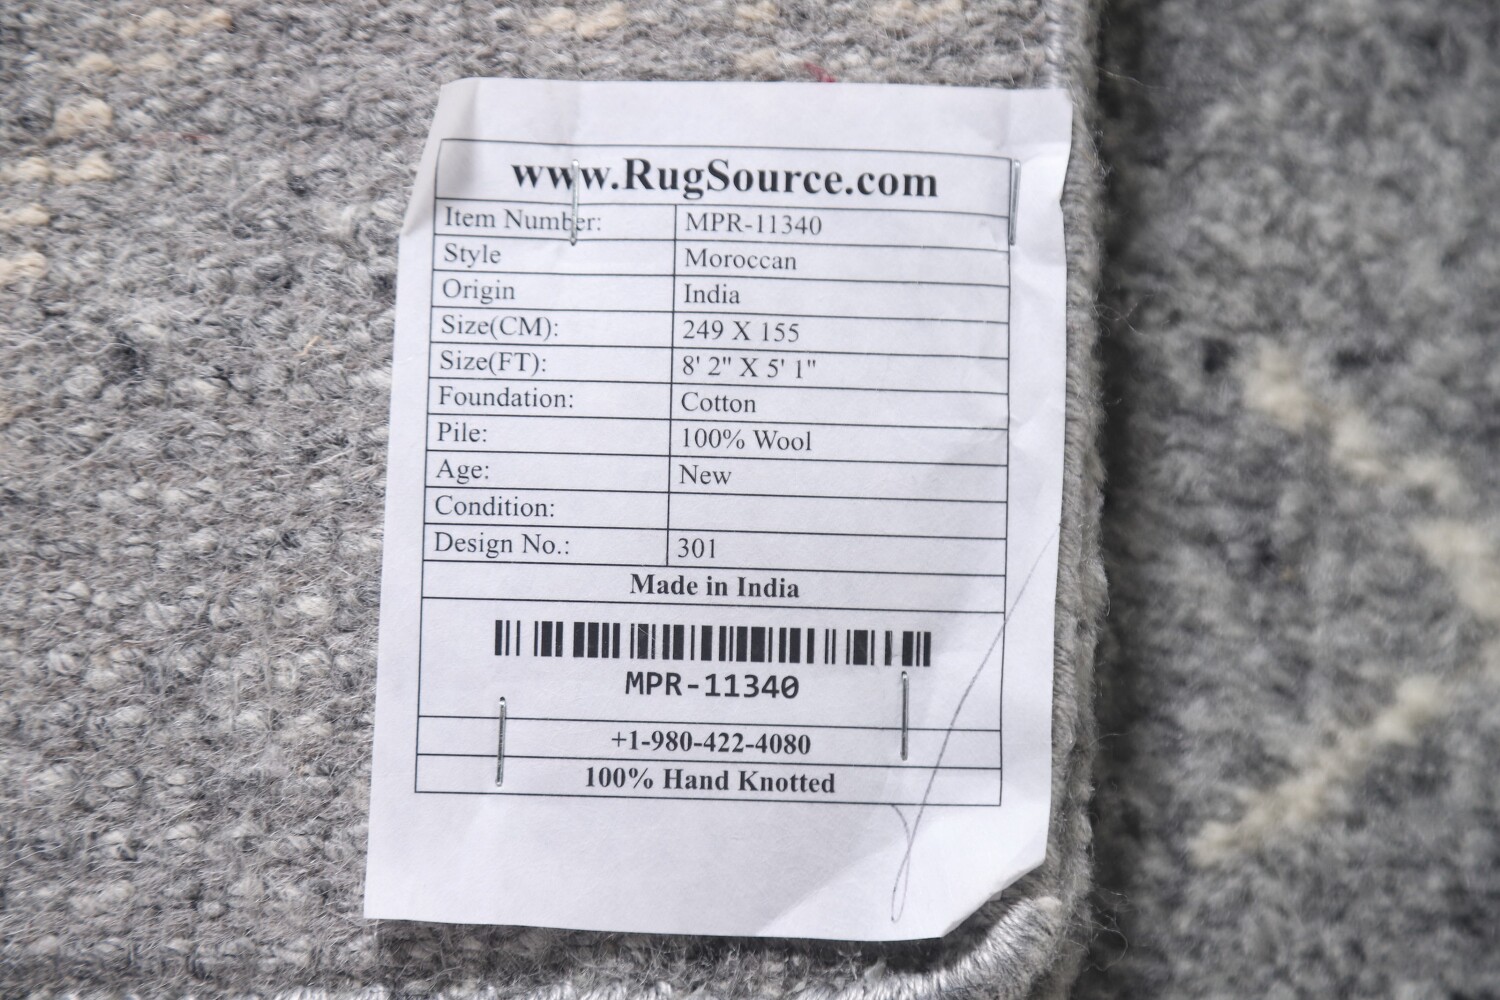 www.RugSource.com
Item Number: MPR-11340
Style Moroccan
Origin India
Size(CM): 249 X 155
Size(FT): 8' 2" X 5' 1"
Foundation: Cotton
Pile: 100% Wool
Age: New
Condition:
Design No.: 301
Made in India
MPR-11340
+1-980-422-4080
100% Hand Knotted